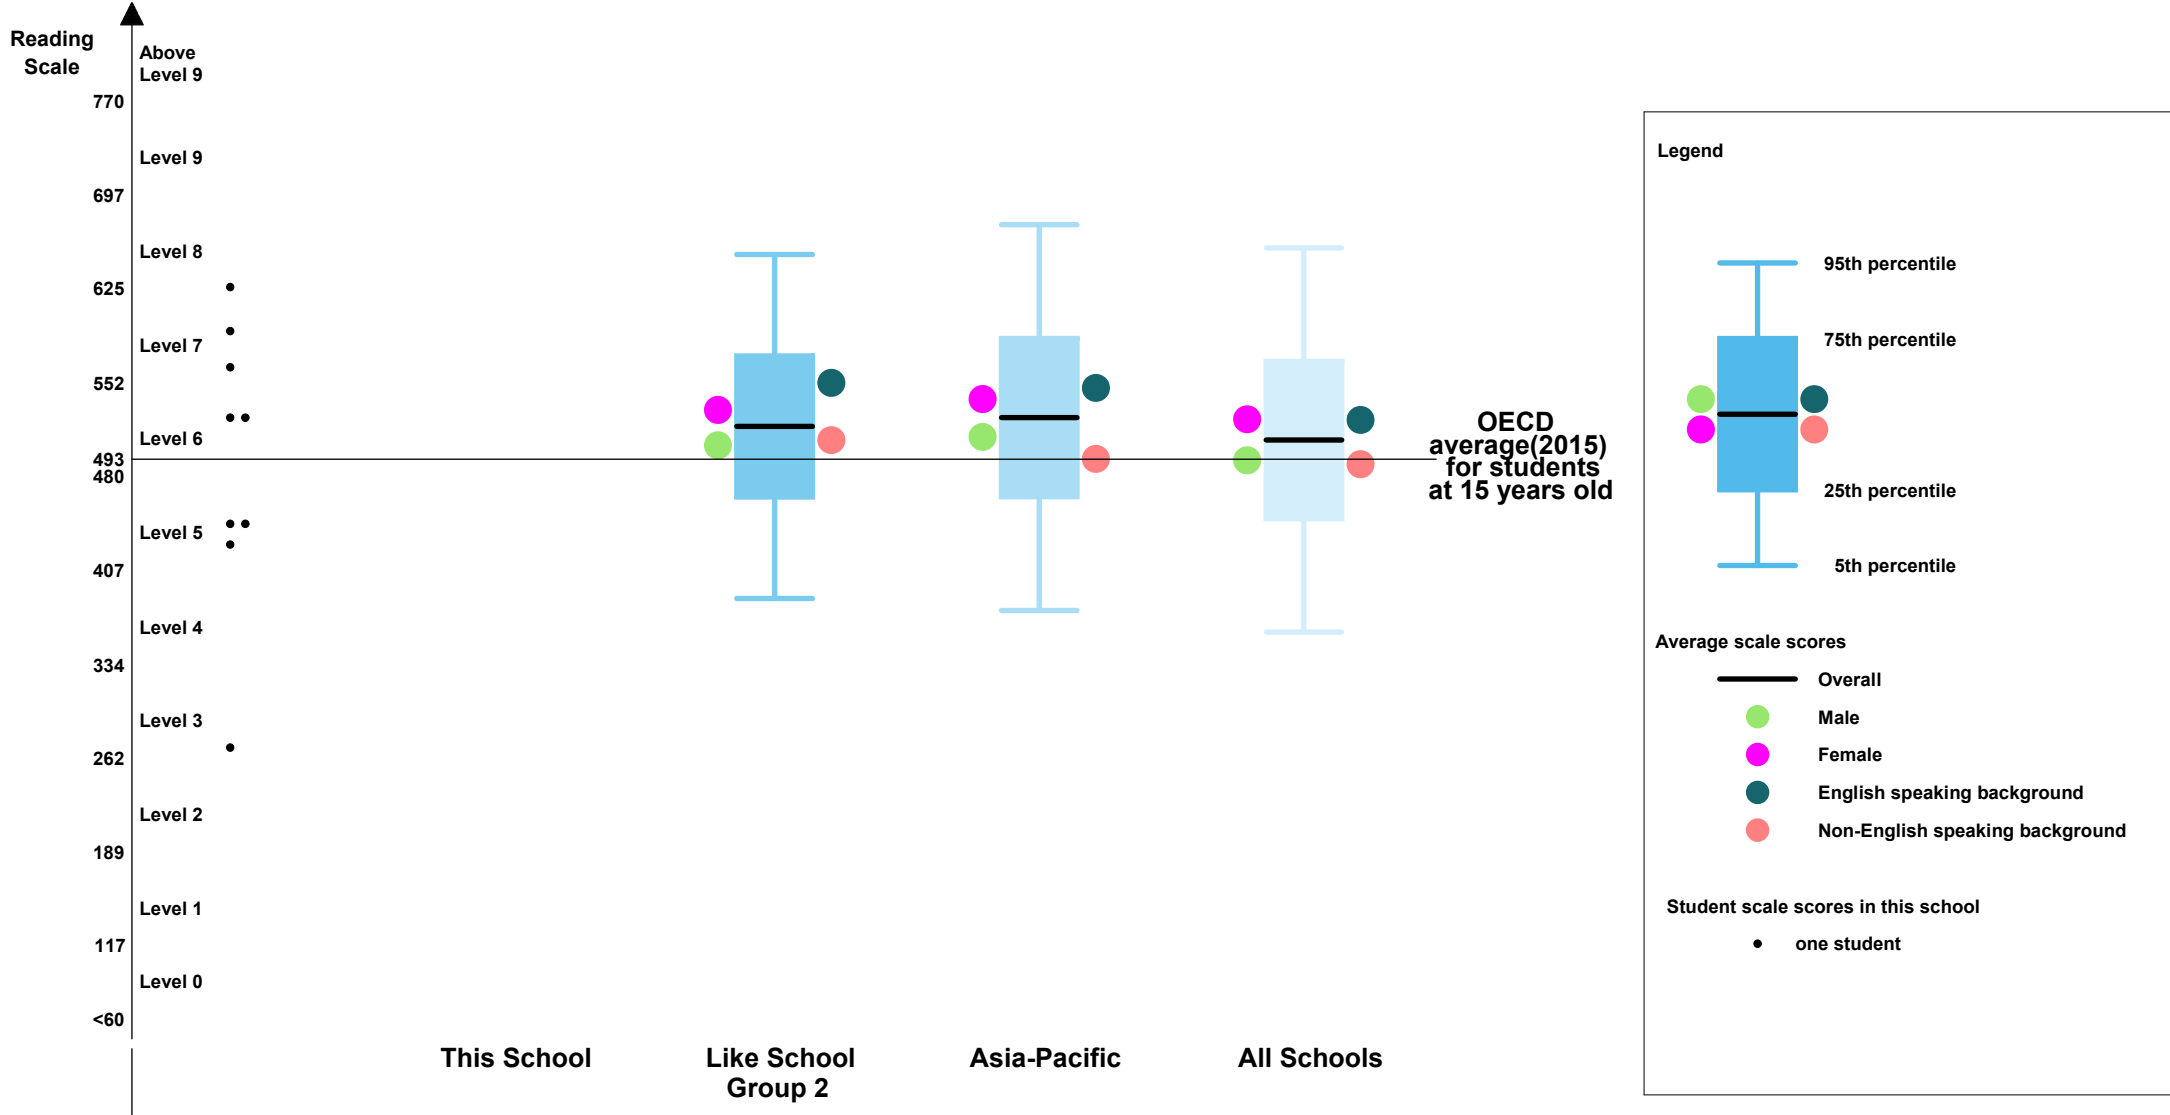 Reading
Scale
Above
Level 9
770
Level 9
697
Level 8
625
Level 7
552
Level 6
493
480
Level 5
407
Level 4
334
Level 3
262
Level 2
189
Level 1
117
Level 0
<60
OECD
average(2015)
for students
at 15 years old
This School
Like School
Group 2
Asia-Pacific
All Schools
Legend
95th percentile
75th percentile
25th percentile
5th percentile
Average scale scores
Overall
Male
Female
English speaking background
Non-English speaking background
Student scale scores in this school
one student